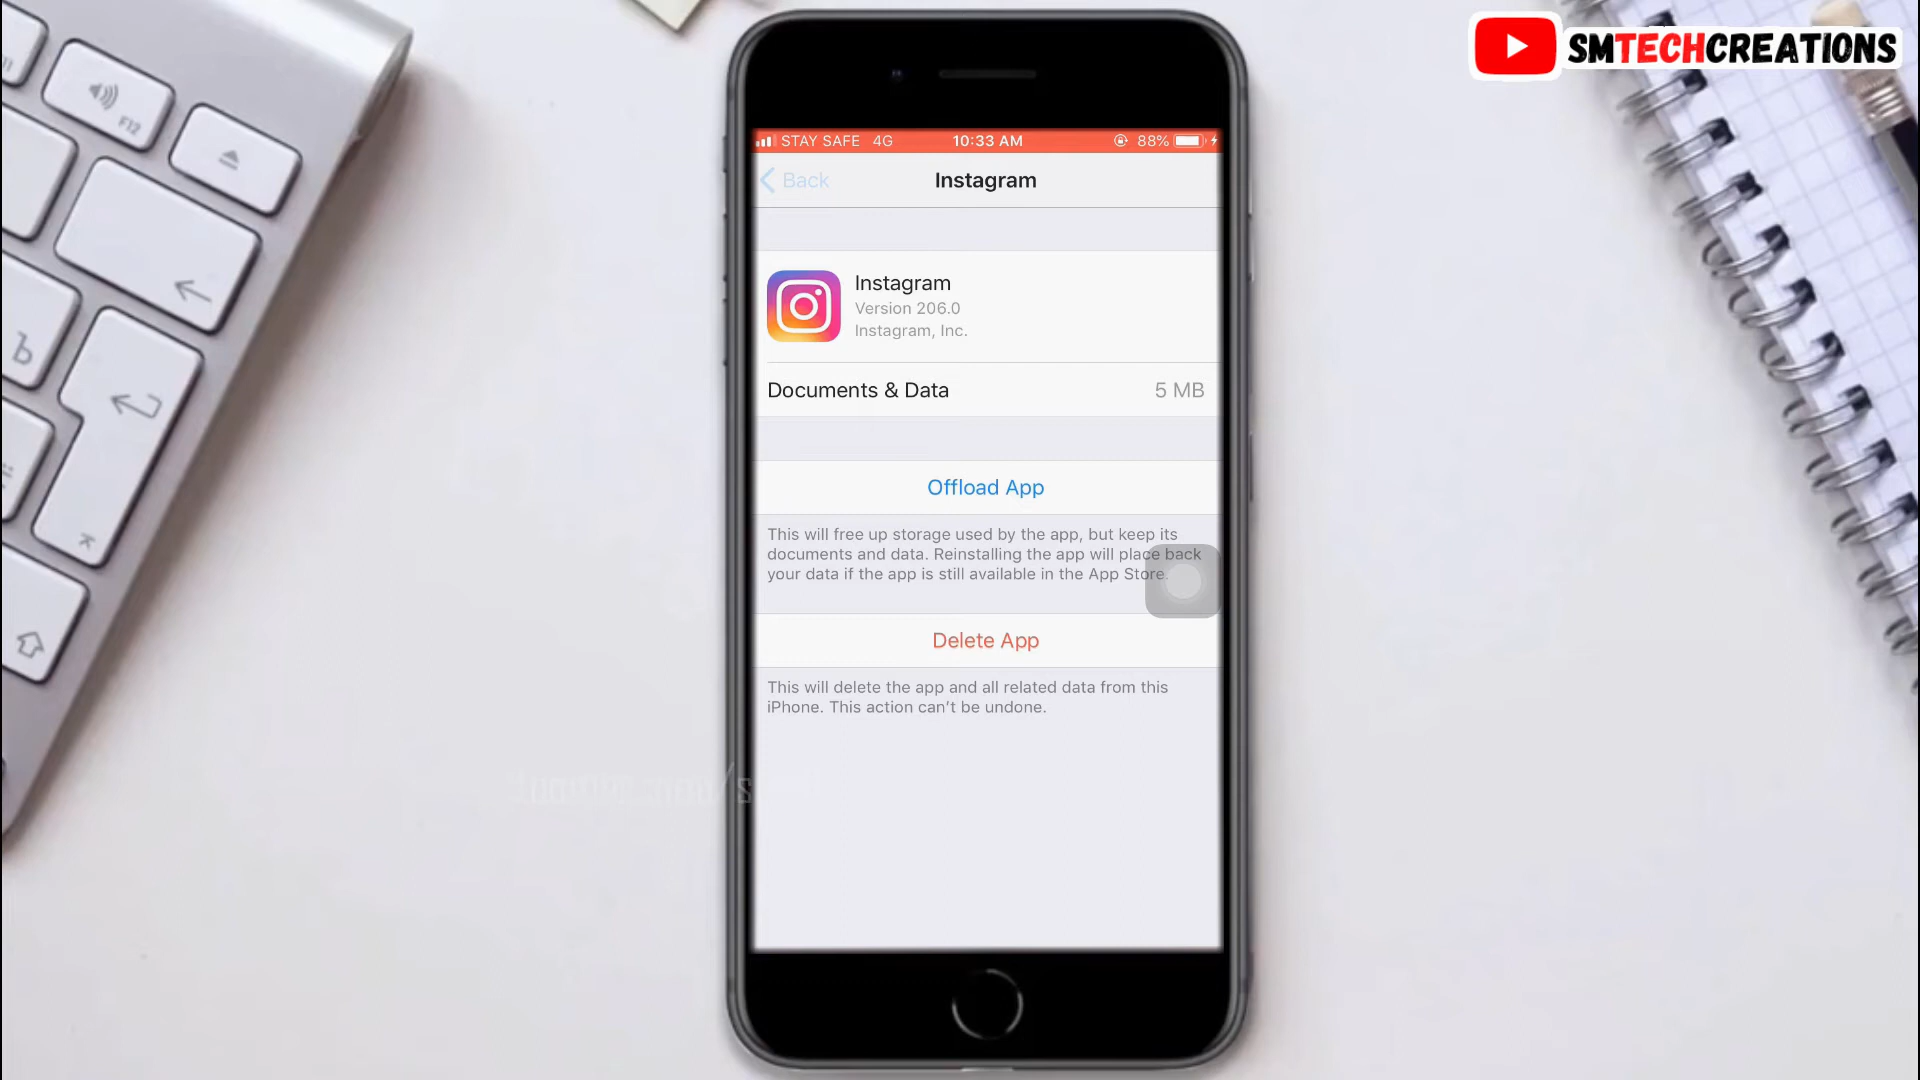 SMTECHCREATIONS
STAY SAFE 4G 10:33 AM 88%
Back Instagram
Instagram
Version 206.0
Instagram, Inc.
Documents & Data 5 MB
Offload App
This will free up storage used by the app, but keep its
documents and data. Reinstalling the app will place back
your data if the app is still available in the App Store.
Delete App
This will delete the app and all related data from this
iPhone. This action can't be undone.
F12
Ъ